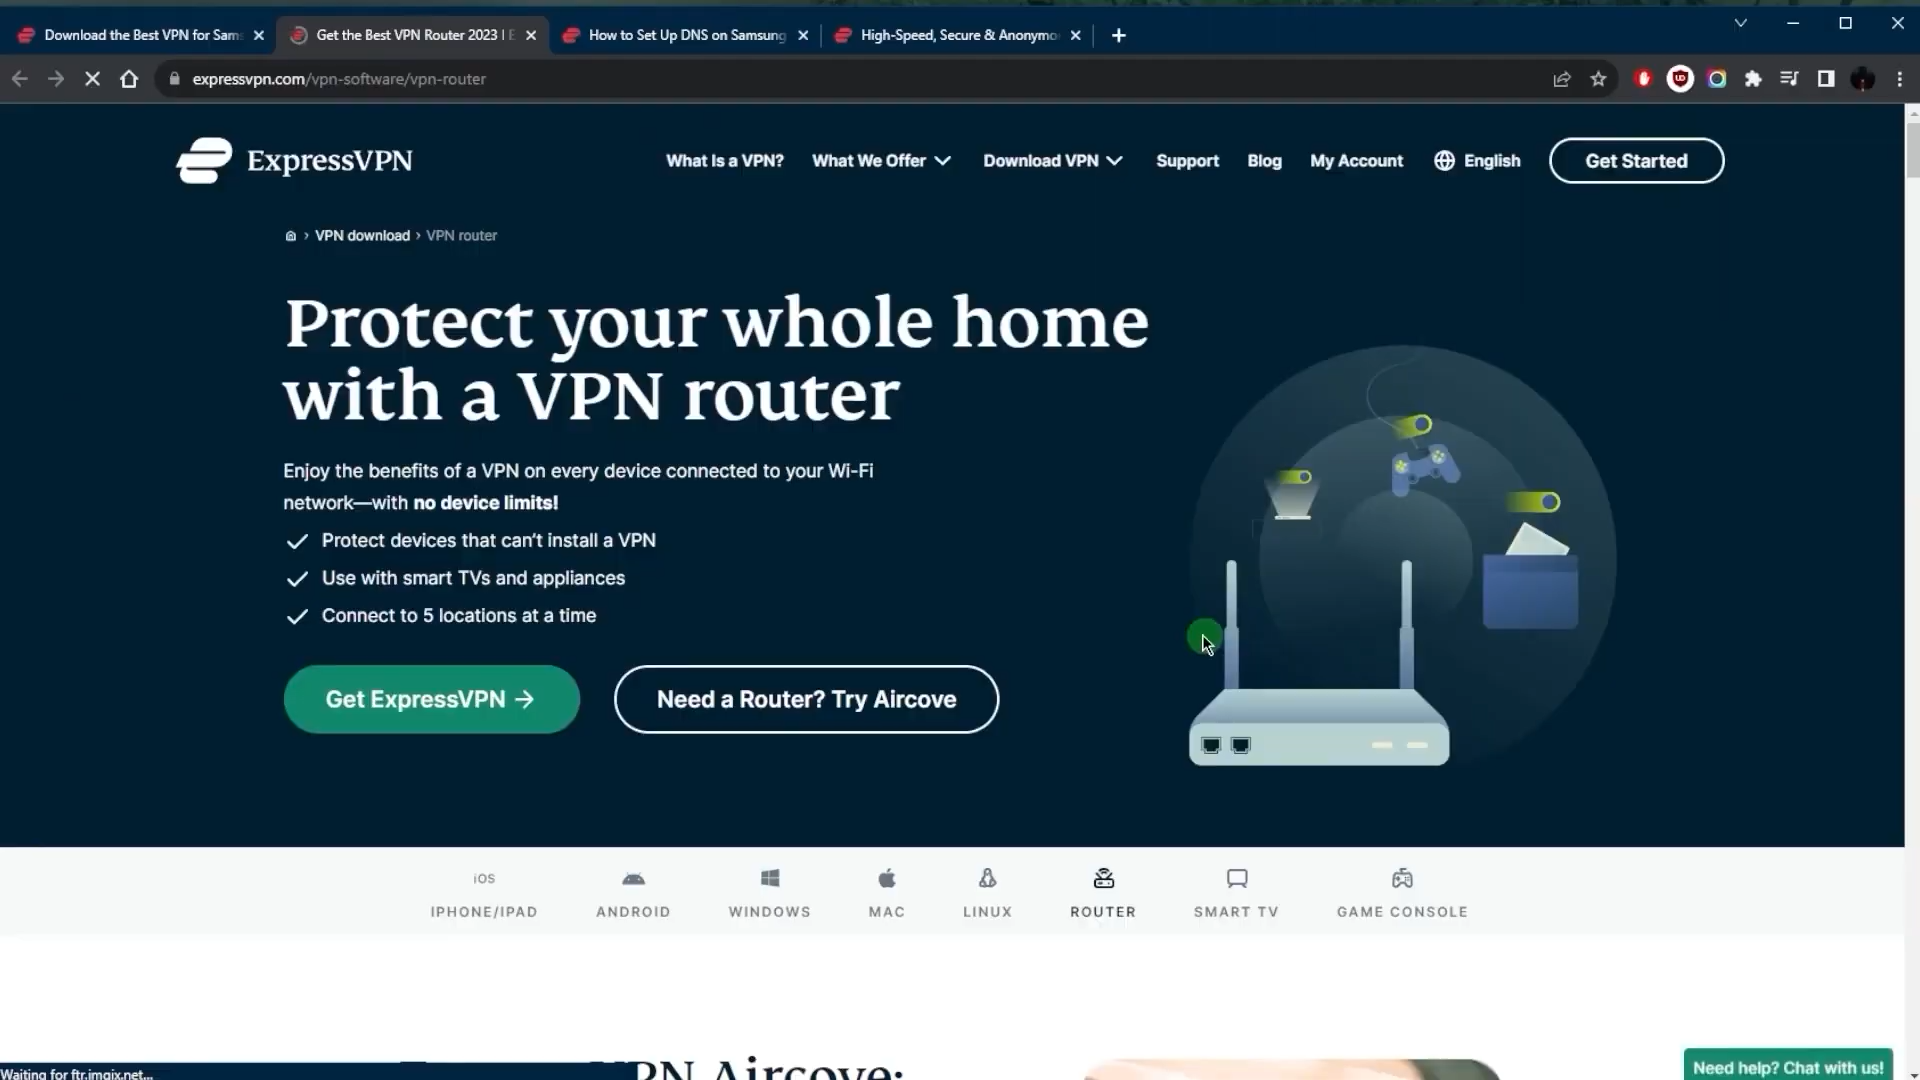 Download the Best VPN for Sam
Get the Best VPN Router 2023 | E
How to Set Up DNS on Samsung
High-Speed, Secure & Anonymo
expressvpn.com/vpn-software/vpn-router
ExpressVPN
What Is a VPN?
What We Offer
Download VPN
Support
Blog
My Account
English
Get Started
› VPN download › VPN router
Protect your whole home
with a VPN router
Enjoy the benefits of a VPN on every device connected to your Wi-Fi
network—with no device limits!
Protect devices that can’t install a VPN
Use with smart TVs and appliances
Connect to 5 locations at a time
Get ExpressVPN →
Need a Router? Try Aircove
iOS
IPHONE/IPAD
ANDROID
WINDOWS
MAC
LINUX
ROUTER
SMART TV
GAME CONSOLE
Aircove:
Need help? Chat with us!
Waiting for ftr.imgix.net...